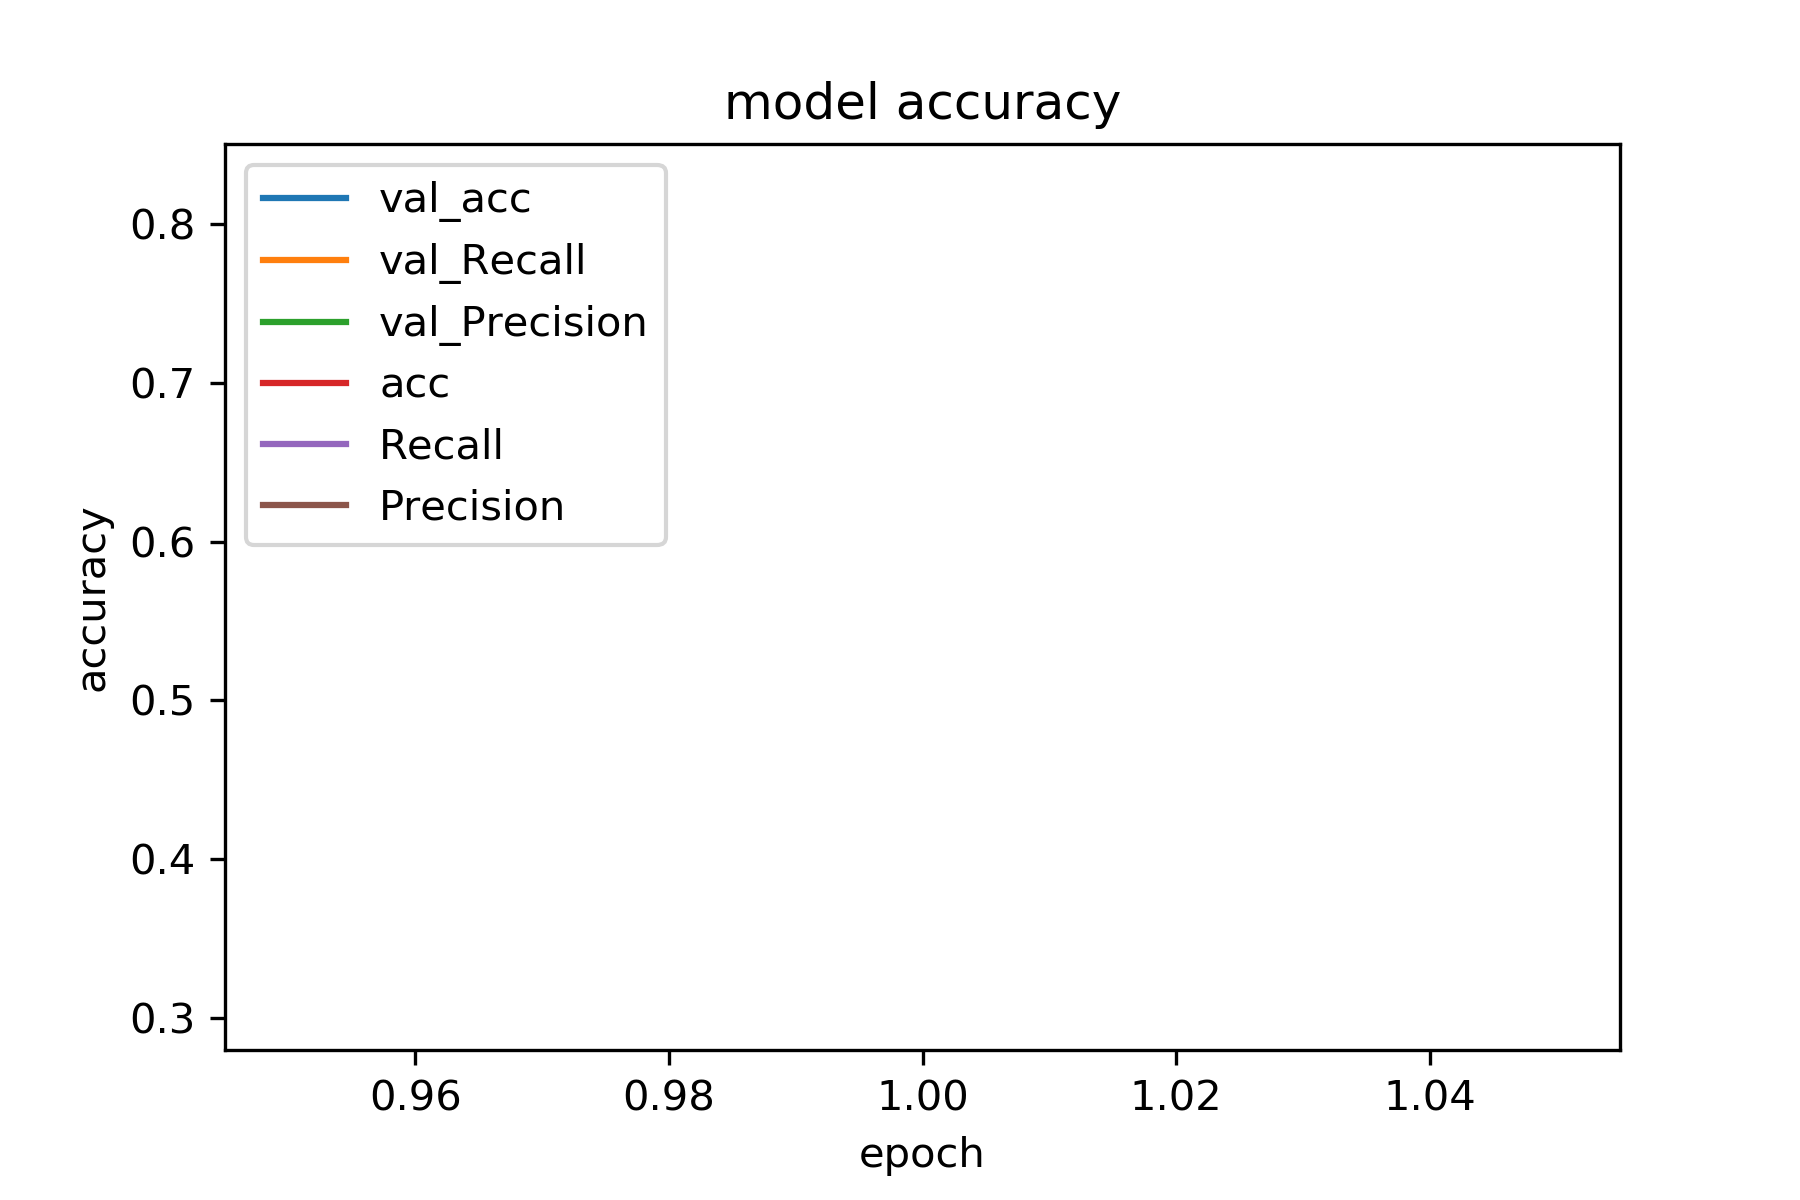 model accuracy
val_acc
val_Recall
val_Precision
acc
Recall
Precision
accuracy
0.8
0.7
0.6
0.5
0.4
0.3
0.96 0.98 1.00 1.02 1.04
epoch